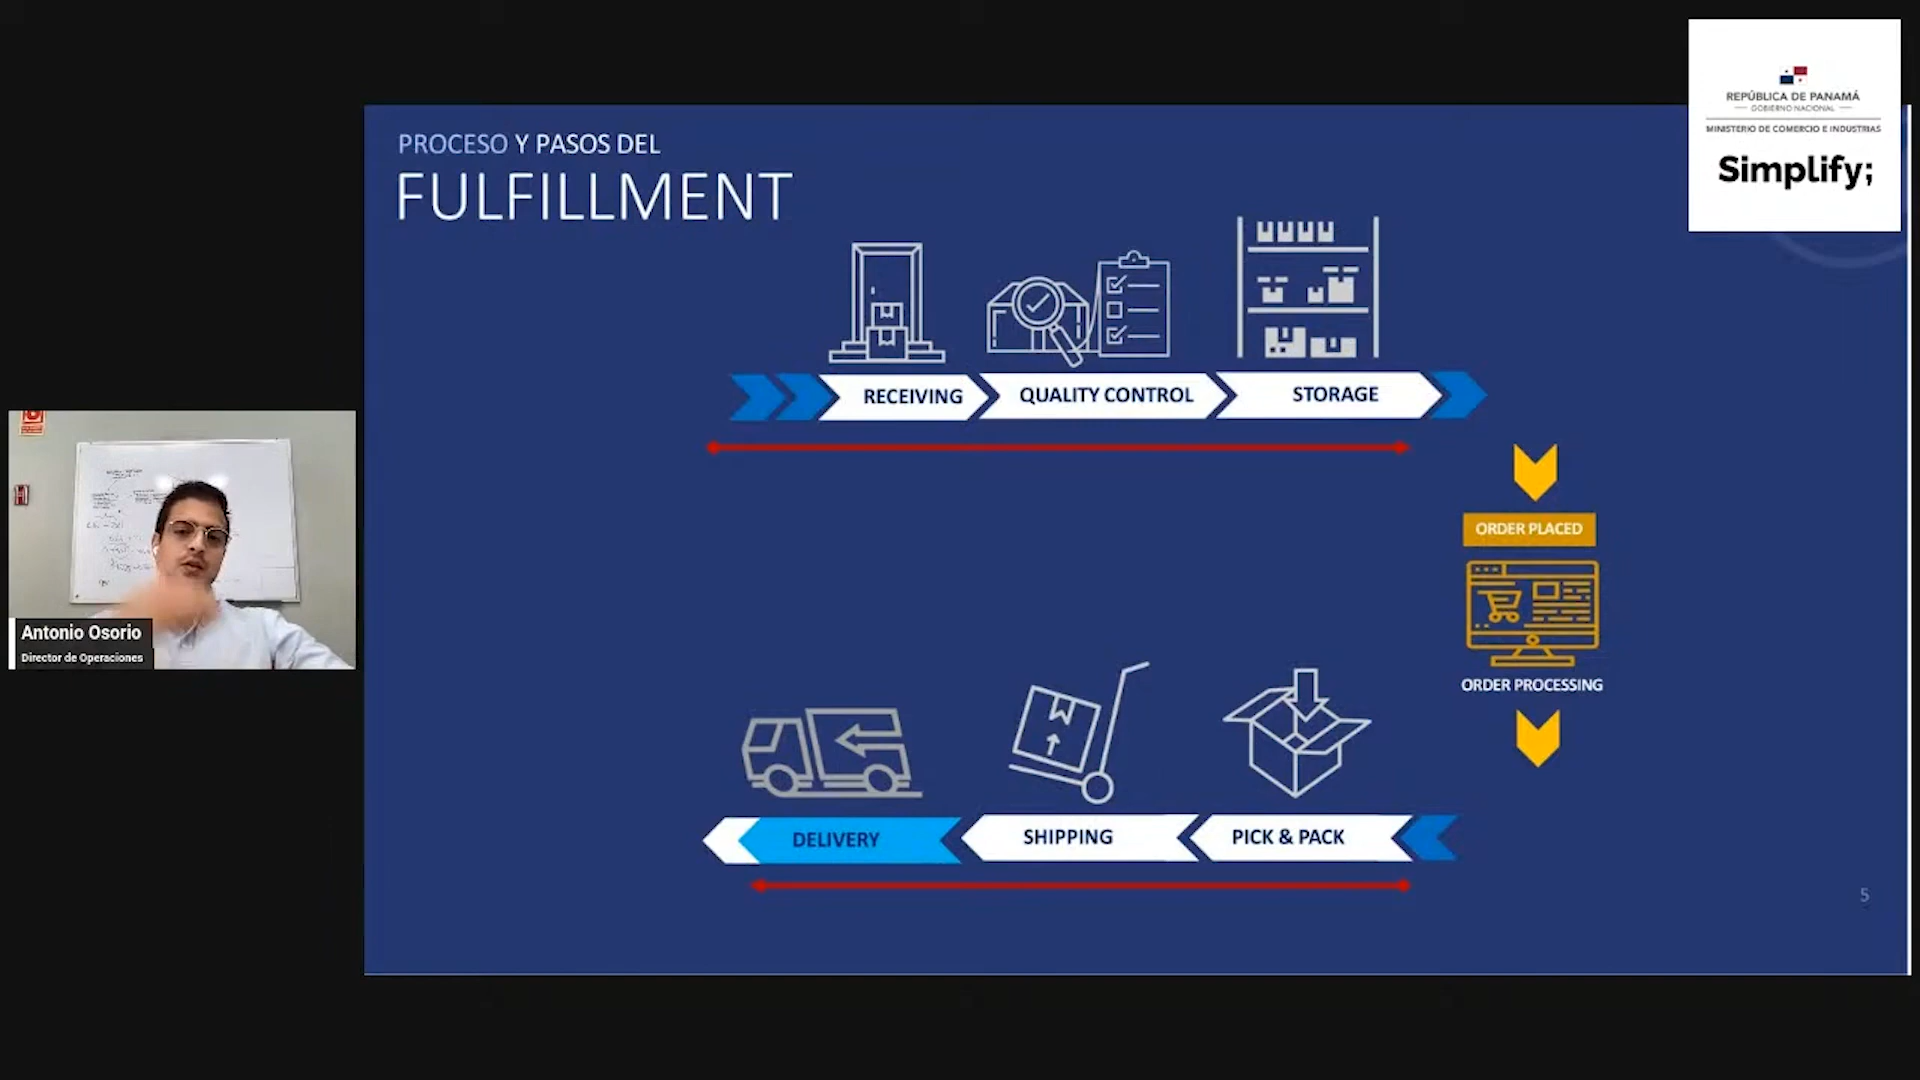 REPÚBLICA DE PANAMÁ
GOBIERNO NACIONAL
MINISTERIO DE COMERCIO E INDUSTRIAS
Simplify;
PROCESO Y PASOS DEL
FULFILLMENT
RECEIVING
QUALITY CONTROL
STORAGE
ORDER PLACED
ORDER PROCESSING
DELIVERY
SHIPPING
PICK & PACK
5
Antonio Osorio
Director de Operaciones